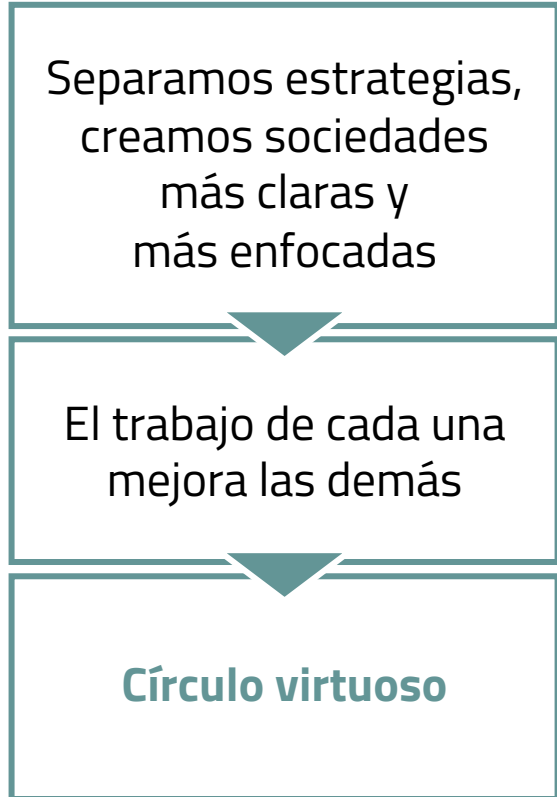 Separamos estrategias,
creamos sociedades
más claras y
más enfocadas
El trabajo de cada una
mejora las demás
Círculo virtuoso